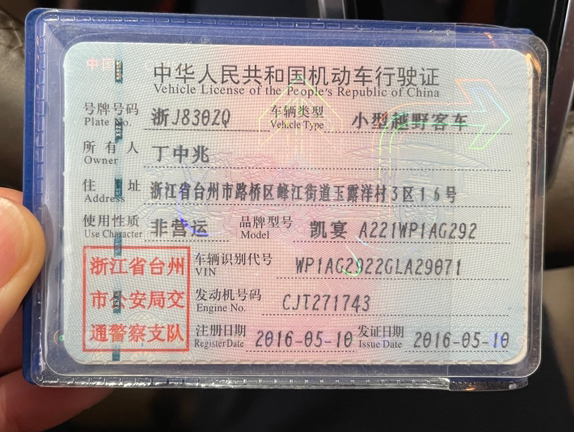 中华人民共和国机动车行驶证
Vehicle License of the People's Republic of China
号牌号码 浙J830ZQ 车辆类型 小型越野客车
Plate No. Vehicle Type
所有人 丁中兆
Owner
住址 浙江省台州市路桥区峰江街道玉露洋村3区16号
Address
使用性质 非营运 品牌型号 凯宴 A221WP1AG292
Use Character Model
浙江省台州
市公安局交
通警察支队
车辆识别代号 WP1AG2922GLA29071
VIN
发动机号码 CJT271743
Engine No.
注册日期 2016-05-10 发证日期 2016-05-10
Register Date Issue Date